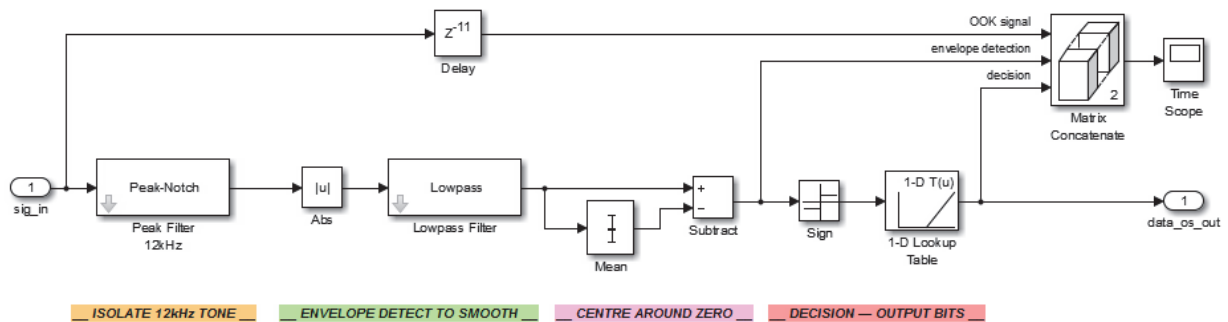 OOK signal
envelope detection
decision
Z-11
Delay
2
Matrix
Concatenate
Time
Scope
1
sig_in
Peak-Notch
Peak Filter
12kHz
|u|
Abs
Lowpass
Lowpass Filter
Mean
+
−
Subtract
Sign
1-D T(u)
1-D Lookup
Table
1
data_os_out
__ ISOLATE 12kHz TONE __
__ ENVELOPE DETECT TO SMOOTH __
__ CENTRE AROUND ZERO __
__ DECISION — OUTPUT BITS __